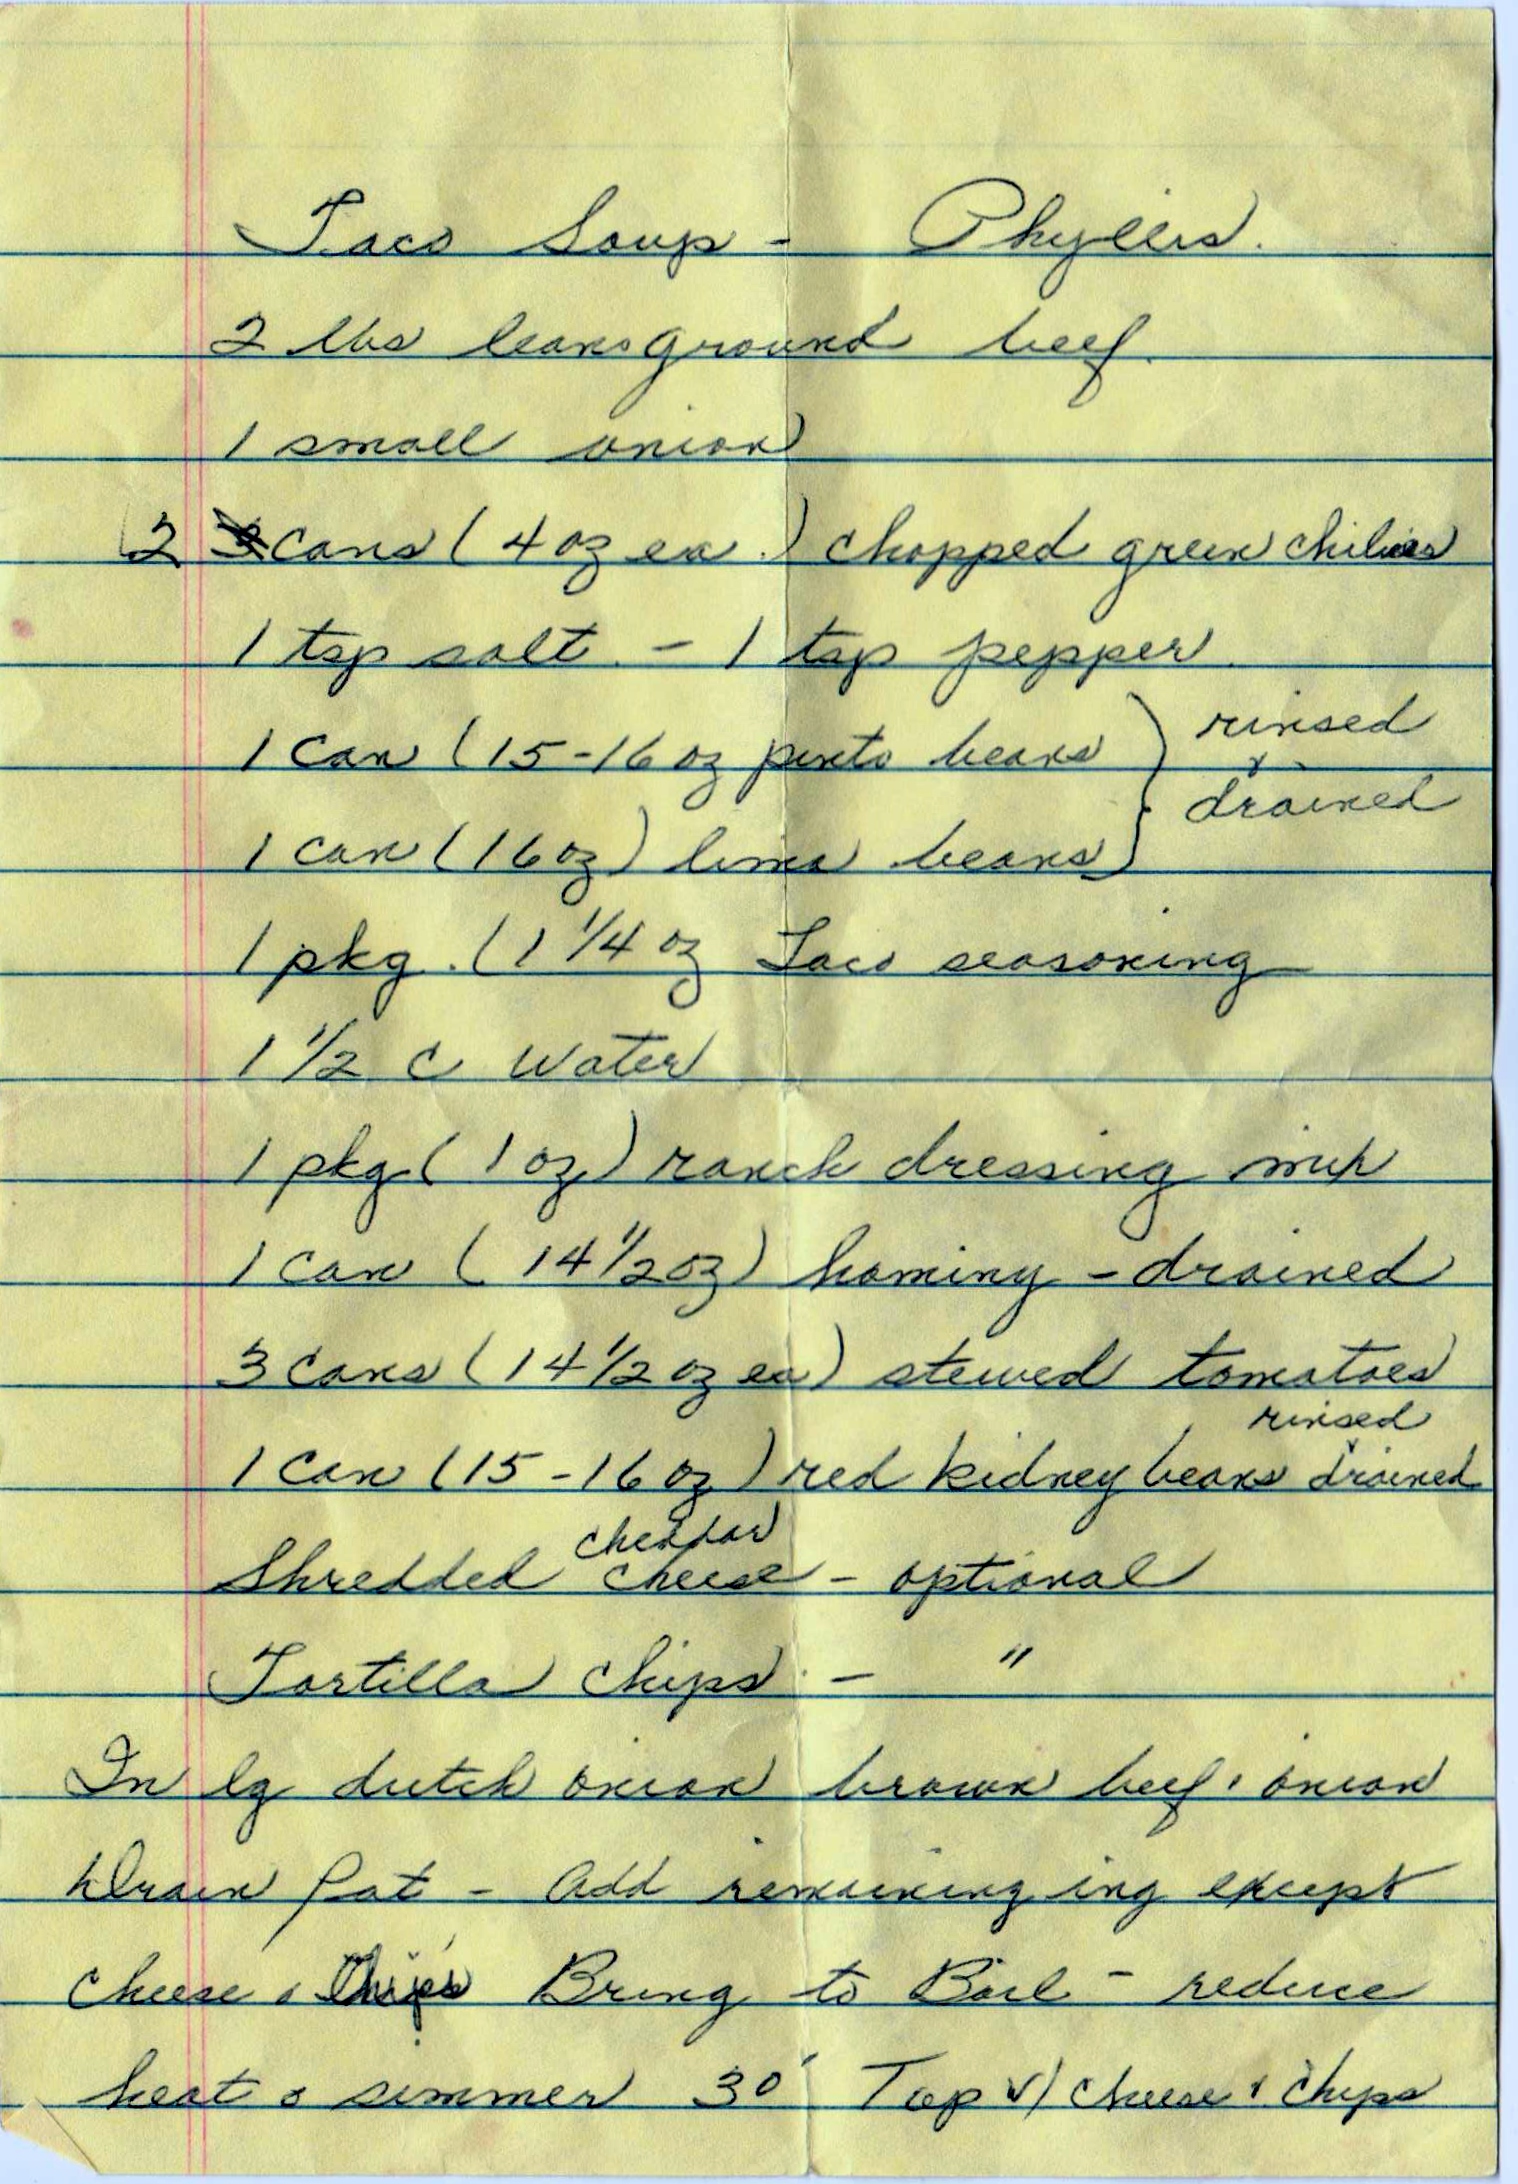 Taco Soup - Phyllis.
2 lbs lean ground beef.
1 small onion
2 cans (4 oz ea.) chopped green chilies
1 tsp salt. - 1 tsp pepper.
1 can (15-16 oz pinto beans } rinsed
& drained
1 can (16 oz) lima beans }
1 pkg. (1 1/4 oz Taco seasoning
1 1/2 c water
1 pkg (1 oz) ranch dressing mix
1 can (14 1/2 oz) hominy - drained
3 cans (14 1/2 oz ea) stewed tomatoes
1 can (15-16 oz) red kidney beans rinsed drained
Shredded cheddar cheese - optional
Tortilla Chips - "
In lg dutch onion brown beef & onion
Drain fat - Add remaining ing except
cheese & chips Bring to Boil - reduce
heat & simmer 30' Top w/ cheese & chips